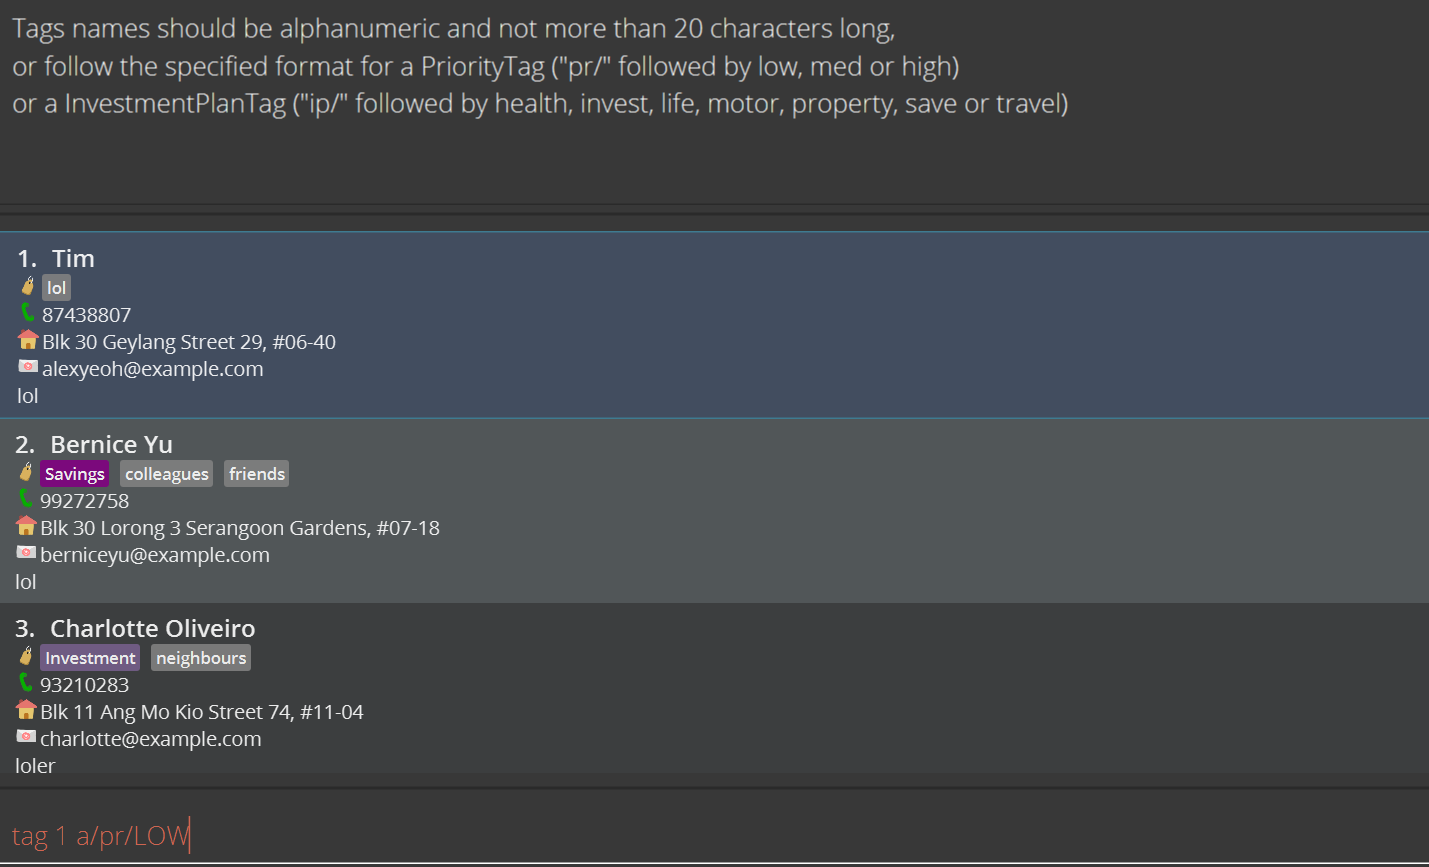 Tags names should be alphanumeric and not more than 20 characters long,
or follow the specified format for a PriorityTag ("pr/" followed by low, med or high)
or a InvestmentPlanTag ("ip/" followed by health, invest, life, motor, property, save or travel)
1. Tim
lol
87438807
Blk 30 Geylang Street 29, #06-40
alexyeoh@example.com
lol
2. Bernice Yu
Savings colleagues friends
99272758
Blk 30 Lorong 3 Serangoon Gardens, #07-18
berniceyu@example.com
lol
3. Charlotte Oliveiro
Investment neighbours
93210283
Blk 11 Ang Mo Kio Street 74, #11-04
charlotte@example.com
loler
tag 1 a/pr/LOW